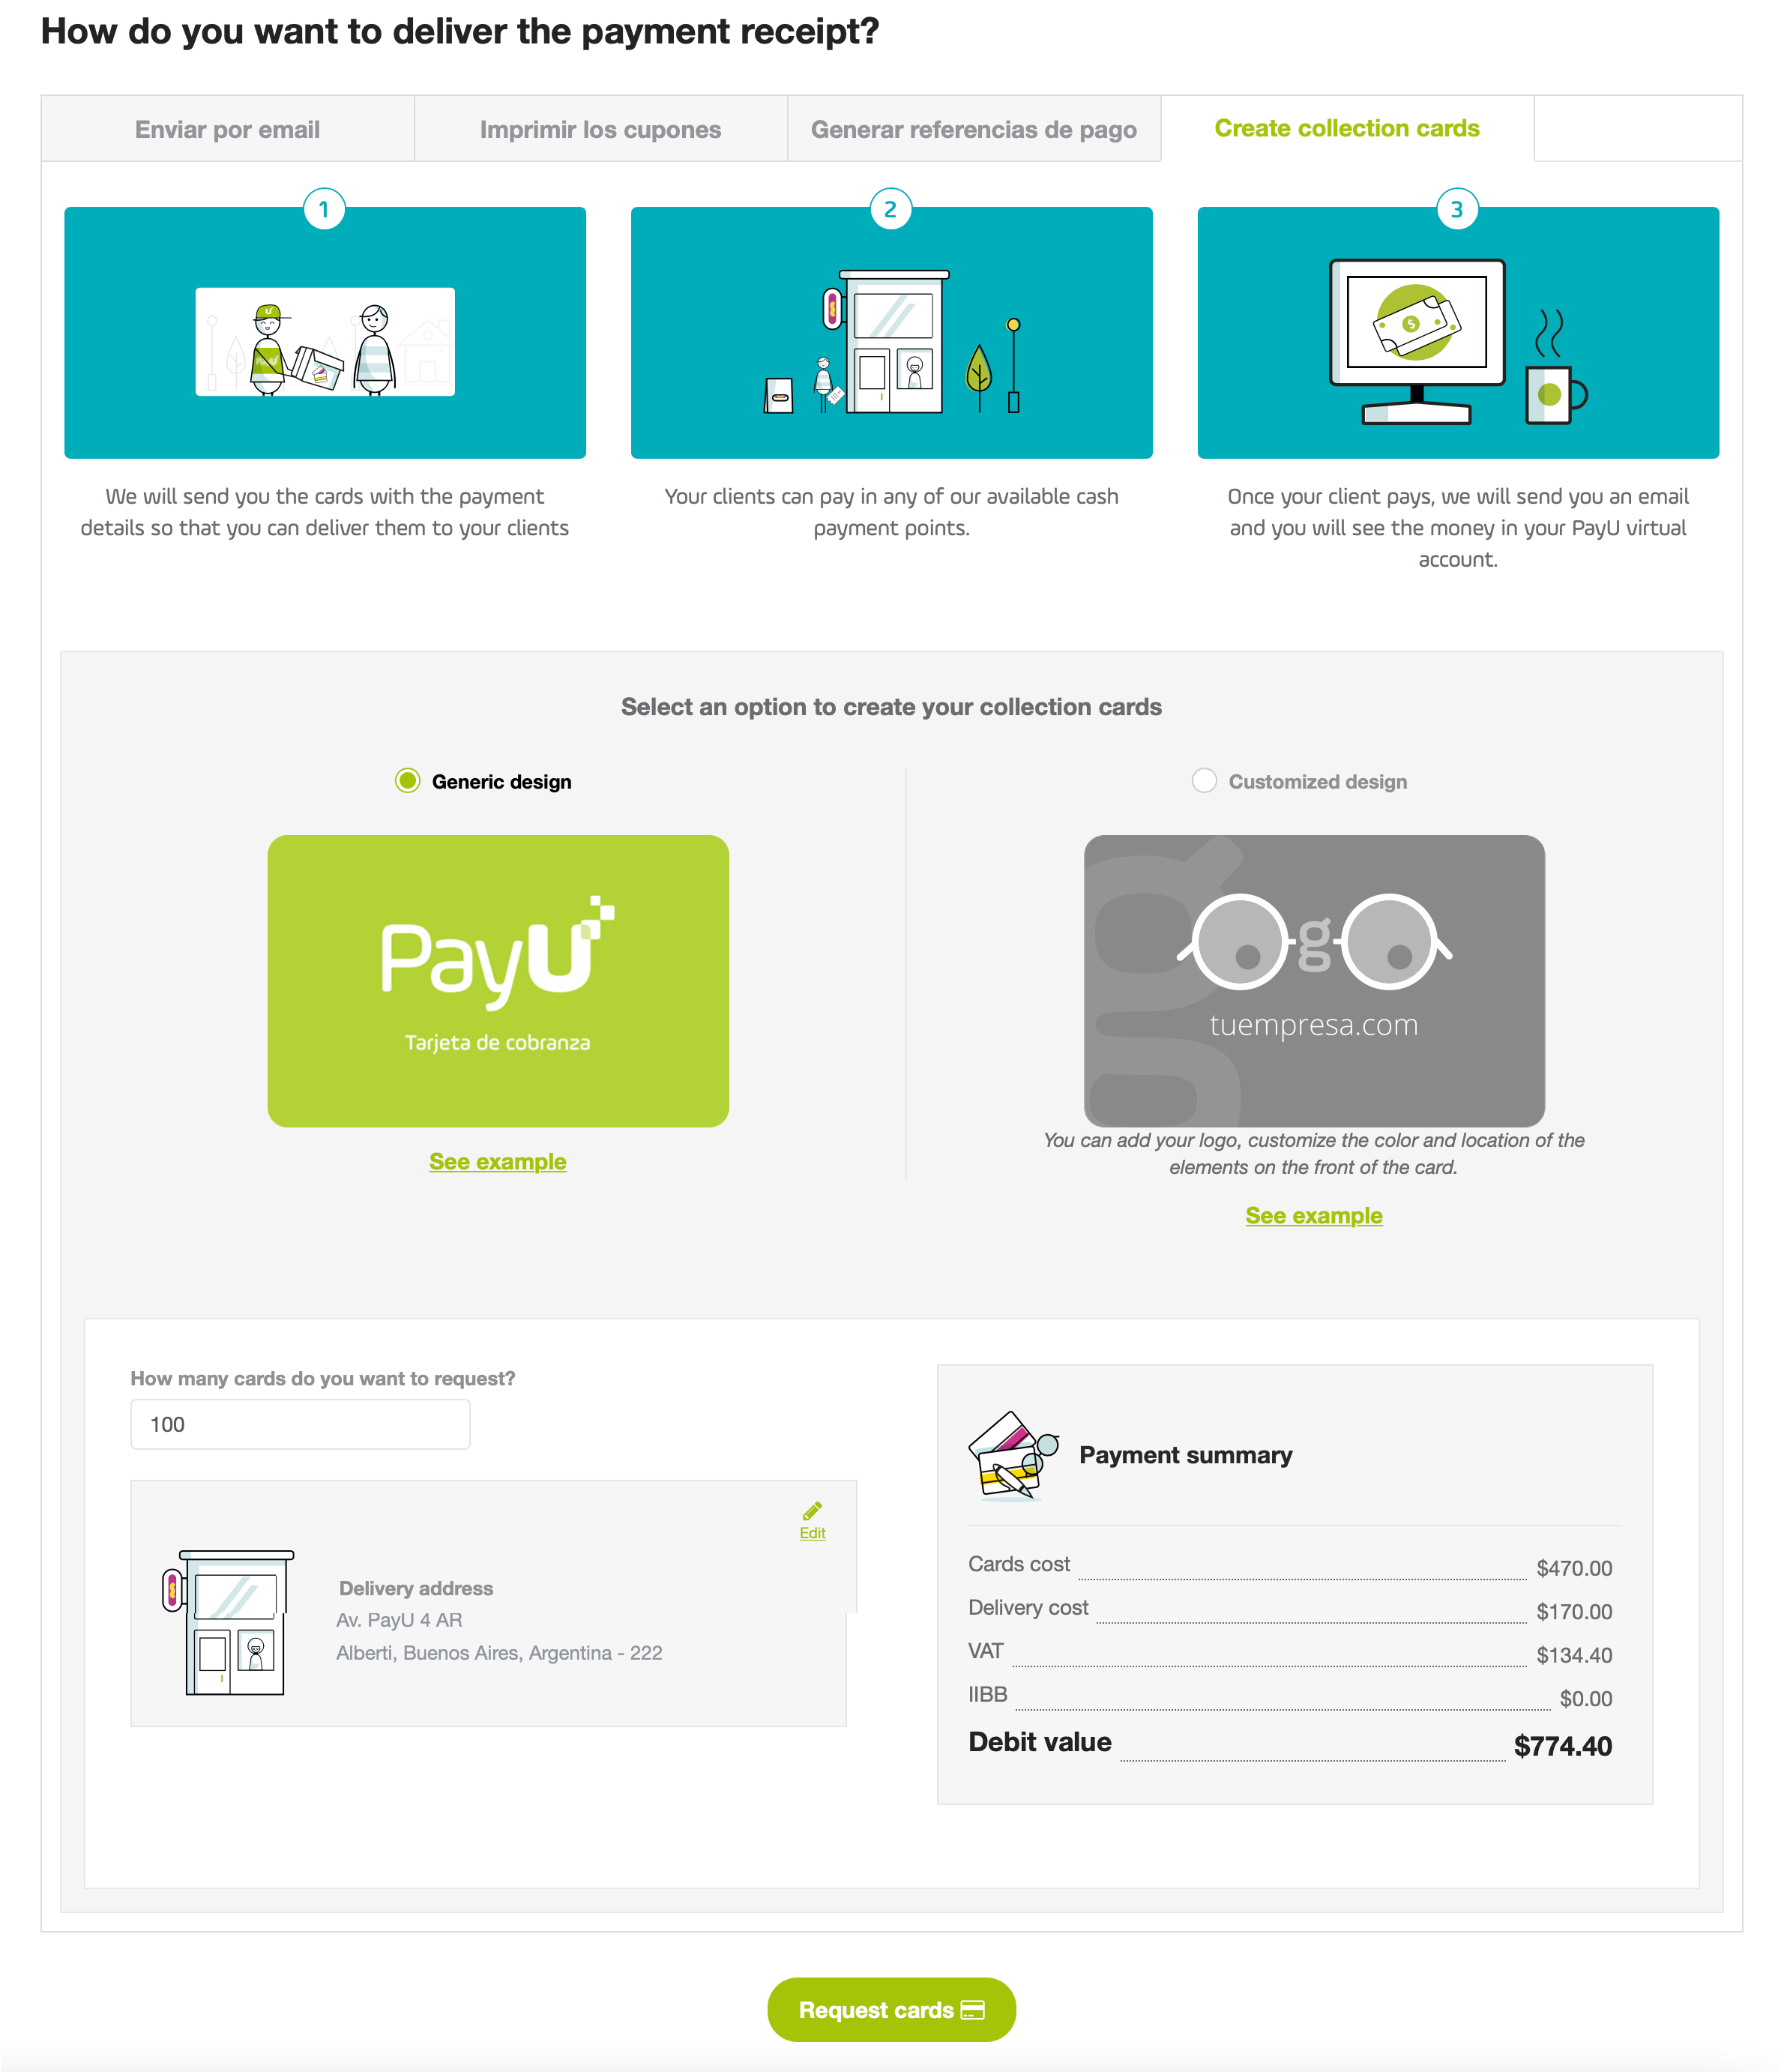 How do you want to deliver the payment receipt?
Enviar por email
Imprimir los cupones
Generar referencias de pago
Create collection cards
1
2
3
We will send you the cards with the payment
details so that you can deliver them to your clients
Your clients can pay in any of our available cash
payment points.
Once your client pays, we will send you an email
and you will see the money in your PayU virtual
account.
Select an option to create your collection cards
Generic design
PayU
Tarjeta de cobranza
See example
Customized design
g
tuempresa.com
You can add your logo, customize the color and location of the
elements on the front of the card.
See example
How many cards do you want to request?
100
Edit
Delivery address
Av. PayU 4 AR
Alberti, Buenos Aires, Argentina - 222
Payment summary
Cards cost $470.00
Delivery cost $170.00
VAT $134.40
IIBB $0.00
Debit value $774.40
Request cards